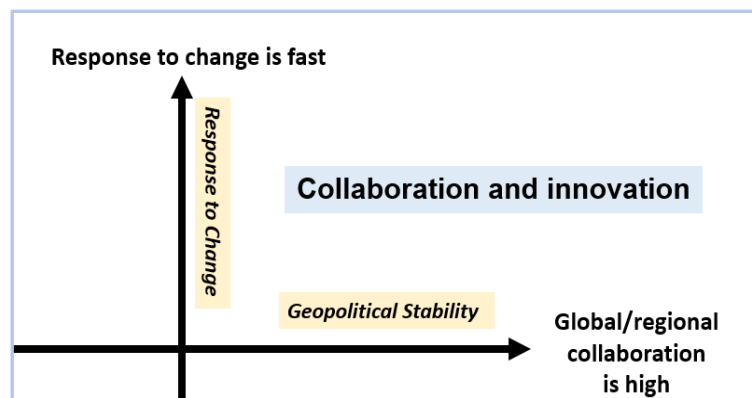 Response to change is fast
Response to Change
Collaboration and innovation
Geopolitical Stability
Global/regional
collaboration
is high